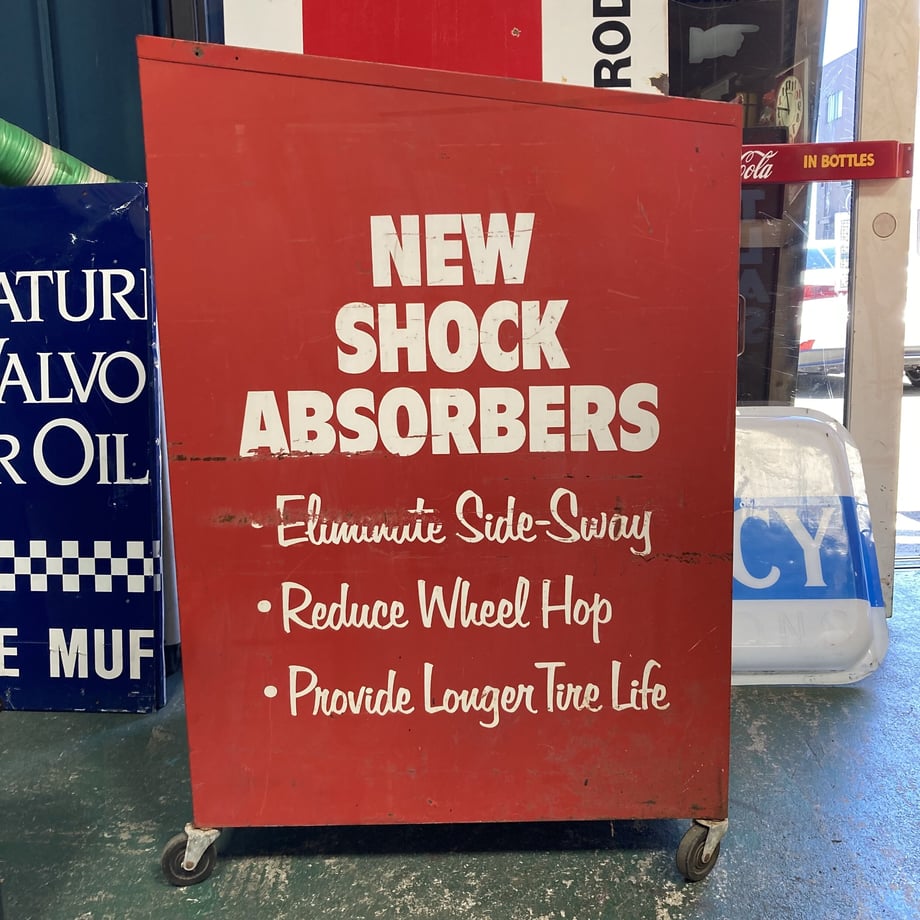 NEW
SHOCK
ABSORBERS
• Eliminate Side-Sway
• Reduce Wheel Hop
• Provide Longer Tire Life
ATUR
VALVO
R OIL
E MUF
ROD
Cola IN BOTTLES
CY